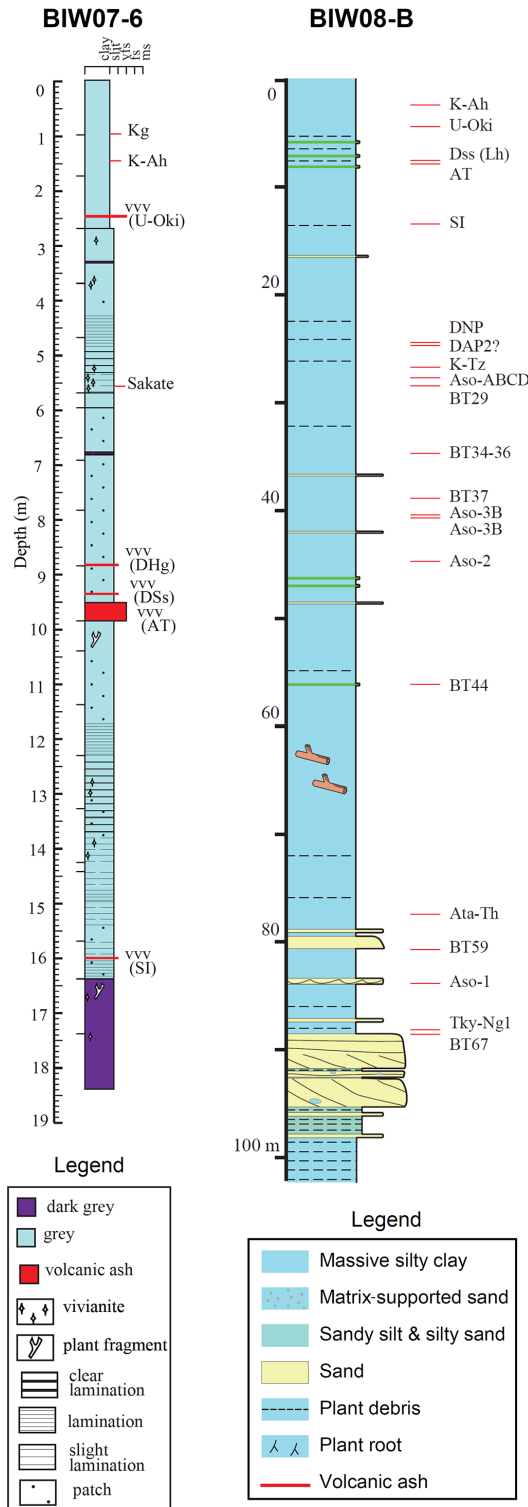 BIW07-6
BIW08-B
clay
slit
vfs
fs
ms
Depth (m)
0
1
2
3
4
5
6
7
8
9
10
11
12
13
14
15
16
17
18
19
Kg
K-Ah
vvv
(U-Oki)
Sakate
vvv
(DHg)
vvv
(DSs)
vvv
(AT)
vvv
(SI)
Legend
dark grey
grey
volcanic ash
vivianite
plant fragment
clear
lamination
lamination
slight
lamination
patch
0
20
40
60
80
100 m
K-Ah
U-Oki
Dss (Lh)
AT
SI
DNP
DAP2?
K-Tz
Aso-ABCD
BT29
BT34-36
BT37
Aso-3B
Aso-3B
Aso-2
BT44
Ata-Th
BT59
Aso-1
Tky-Ng1
BT67
Legend
Massive silty clay
Matrix-supported sand
Sandy silt & silty sand
Sand
Plant debris
Plant root
Volcanic ash